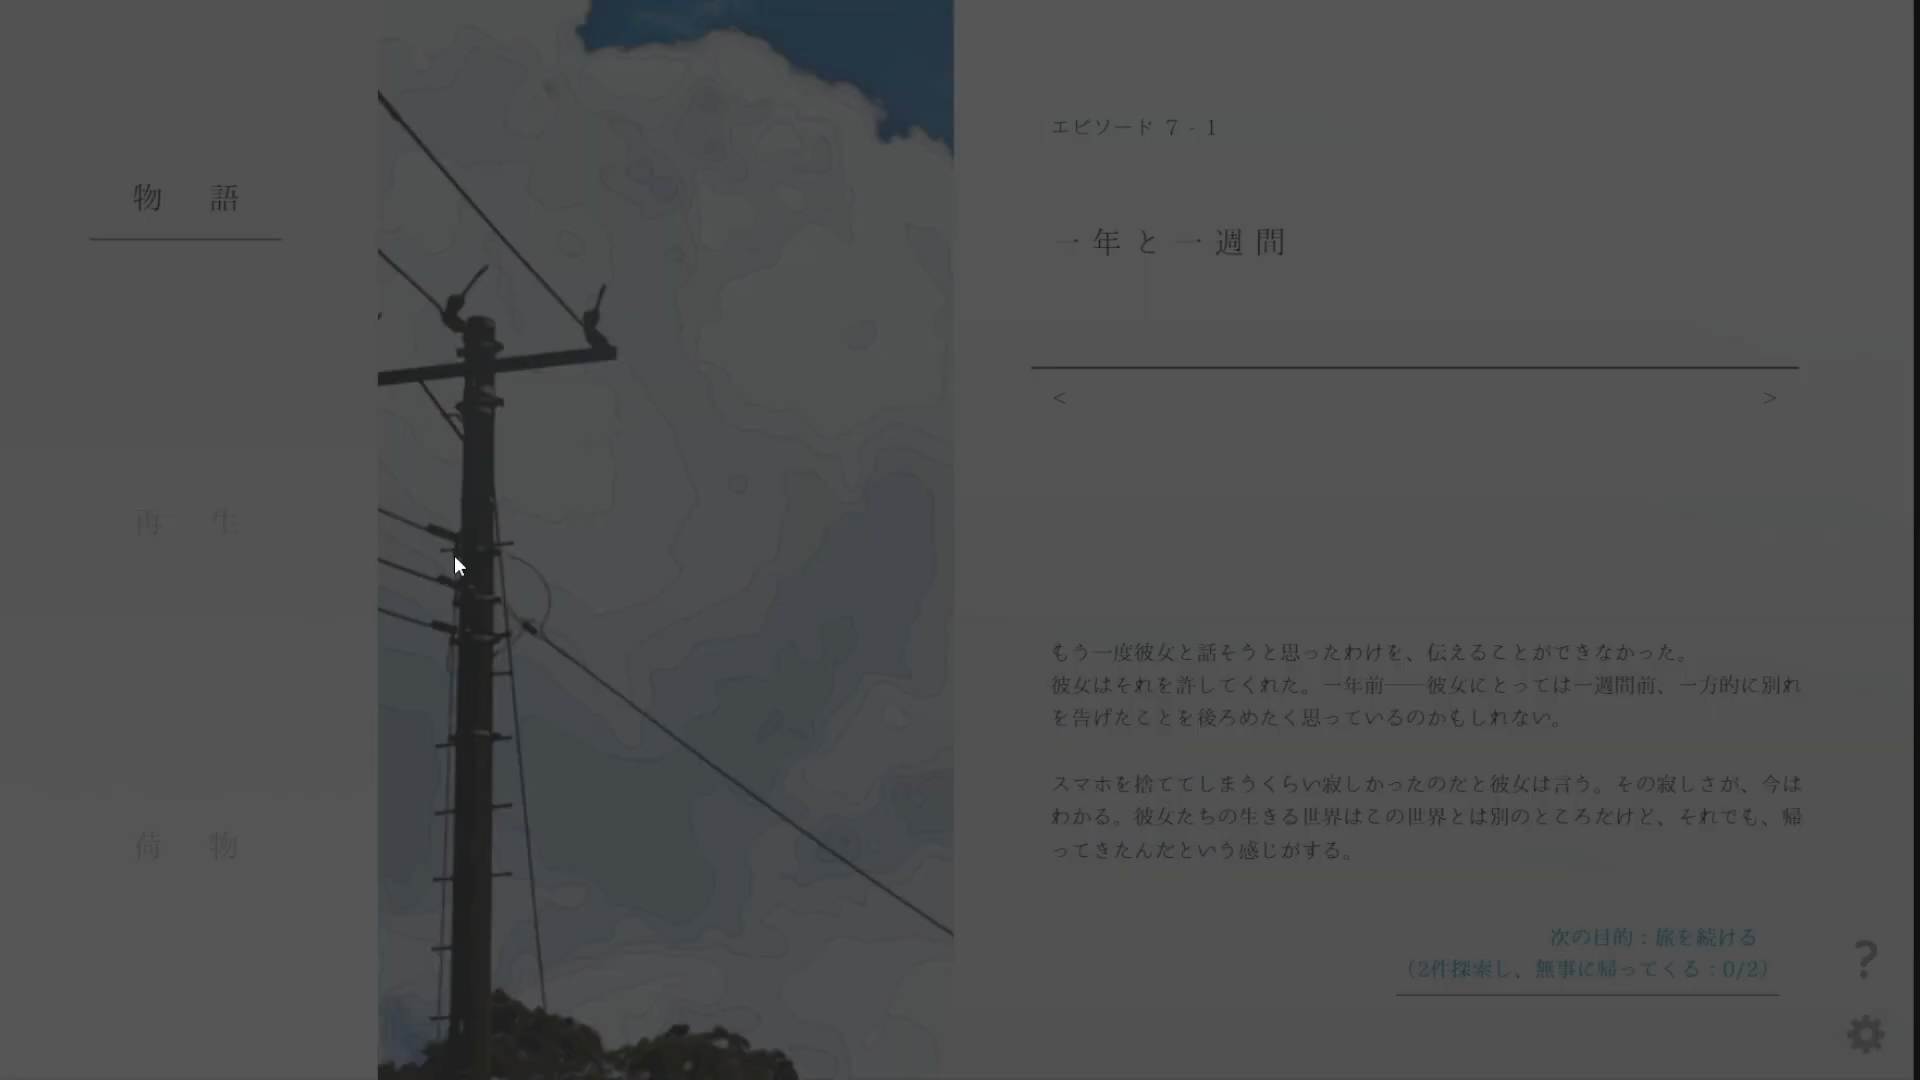 物語
再生
荷物
エピソード 7 - 1
一年と一週間
< >
もう一度彼女と話そうと思ったわけを、伝えることができなかった。
彼女はそれを許してくれた。一年前――彼女にとっては一週間前、一方的に別れ
を告げたことを後ろめたく思っているのかもしれない。
スマホを捨ててしまうくらい寂しかったのだと彼女は言う。その寂しさが、今は
わかる。彼女たちの生きる世界はこの世界とは別のところだけど、それでも、帰
ってきたんだという感じがする。
次の目的：旅を続ける
（2件探索し、無事に帰ってくる：0/2）
?